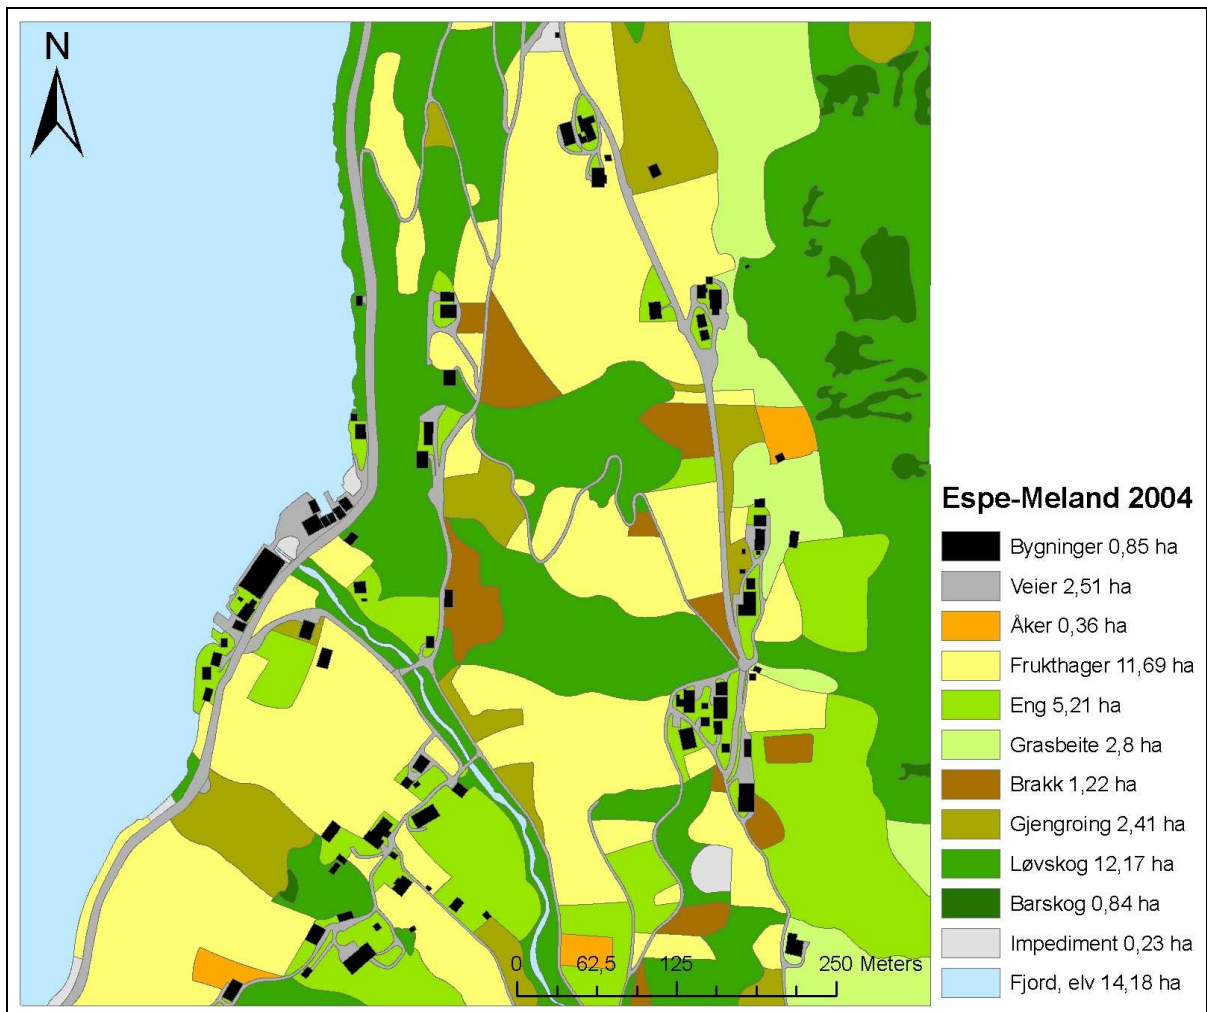 N
Espe-Meland 2004
Bygninger 0,85 ha
Veier 2,51 ha
Åker 0,36 ha
Frukthager 11,69 ha
Eng 5,21 ha
Grasbeite 2,8 ha
Brakk 1,22 ha
Gjengroing 2,41 ha
Løvskog 12,17 ha
Barskog 0,84 ha
Impediment 0,23 ha
Fjord, elv 14,18 ha
0 62,5 125 250 Meters